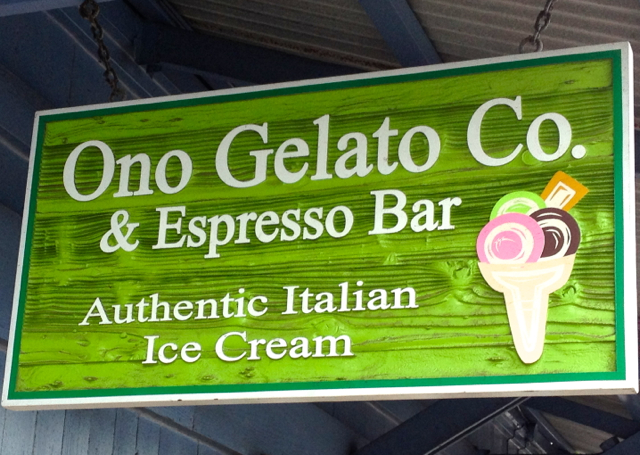 Ono Gelato Co.
& Espresso Bar
Authentic Italian
Ice Cream